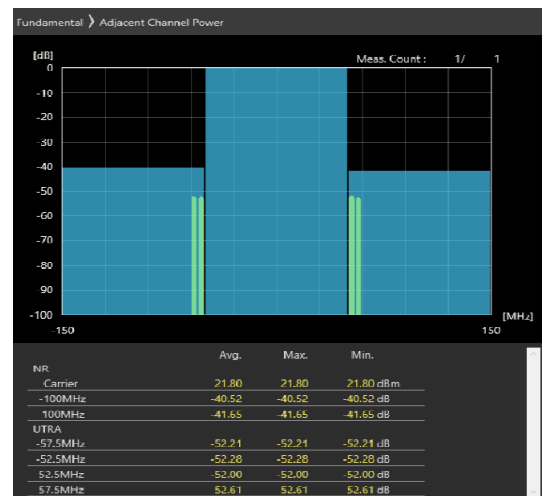 Fundamental ❭ Adjacent Channel Power
[dB]
Meas. Count : 1/ 1
0
-10
-20
-30
-40
-50
-60
-70
-80
90
-100
[MHz]
-150 150
Avg. Max. Min.
NR
Carrier 21.80 21.80 21.80 dBm
-100MHz -40.52 -40.52 -40.52 dB
100MHz -41.65 -41.65 -41.65 dB
UTRA
-57.5MHz -52.21 -52.21 -52.21 dB
-52.5MHz -52.28 -52.28 -52.28 dB
52.5MHz -52.00 -52.00 -52.00 dB
57.5MHz 52.61 52.61 52.61 dB